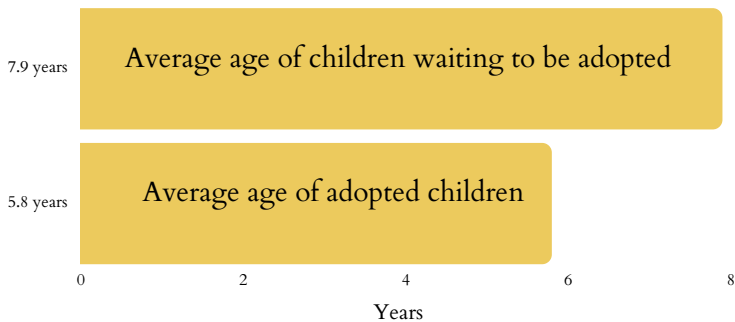 Average age of children waiting to be adopted
7.9 years
Average age of adopted children
5.8 years
0 2 4 6 8
Years